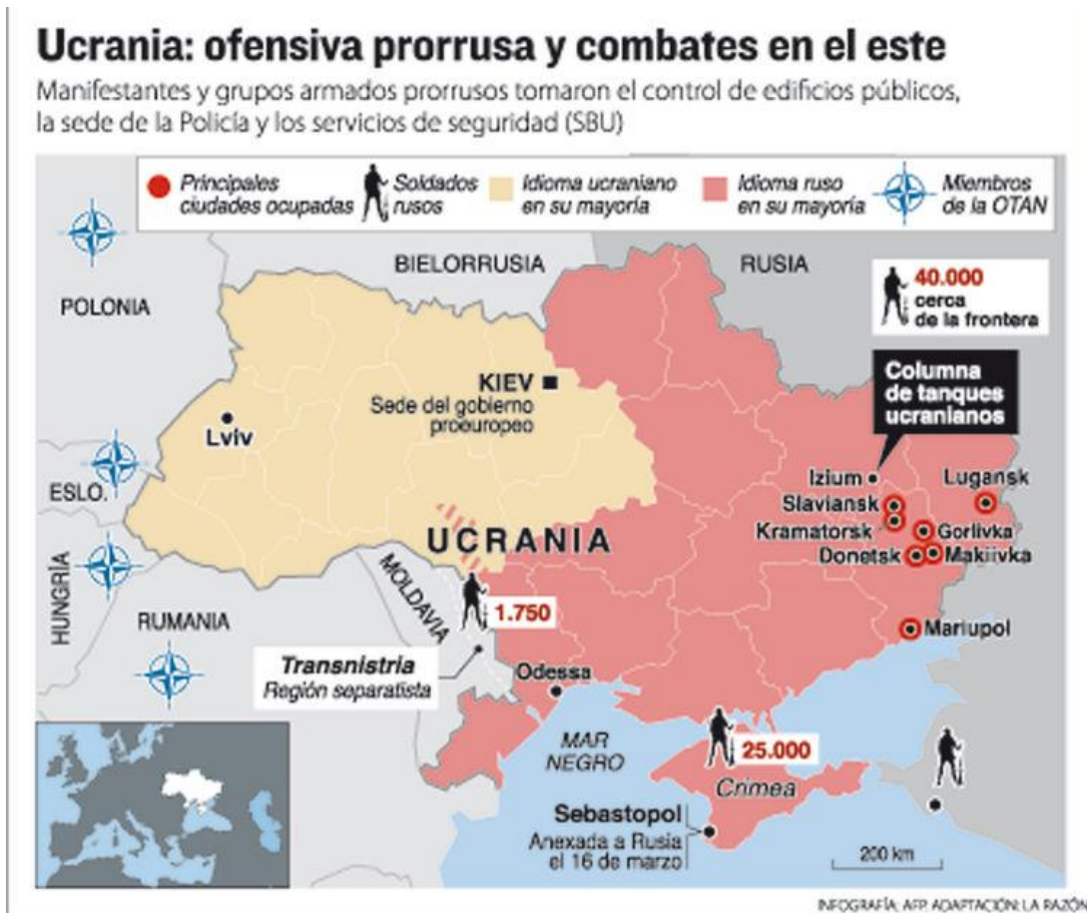 Ucrania: ofensiva prorrusa y combates en el este
Manifestantes y grupos armados prorrusos tomaron el control de edificios públicos,
la sede de la Policía y los servicios de seguridad (SBU)
Principales
ciudades ocupadas
Soldados
rusos
Idioma ucraniano
en su mayoría
Idioma ruso
en su mayoría
Miembros
de la OTAN
BIELORRUSIA
RUSIA
POLONIA
40.000
cerca
de la frontera
Columna
de tanques
ucranianos
KIEV
Sede del gobierno
proeuropeo
Lviv
ESLO.
Izium
Lugansk
Slaviansk
Kramatorsk
Gorlivka
Donetsk
Makiivka
UCRANIA
HUNGRÍA
MOLDAVIA
RUMANIA
1.750
Mariupol
Transnistria
Región separatista
Odessa
MAR
NEGRO
25.000
Crimea
Sebastopol
Anexada a Rusia
el 16 de marzo
200 km
INFOGRAFÍA: AFP. ADAPTACIÓN: LA RAZÓN